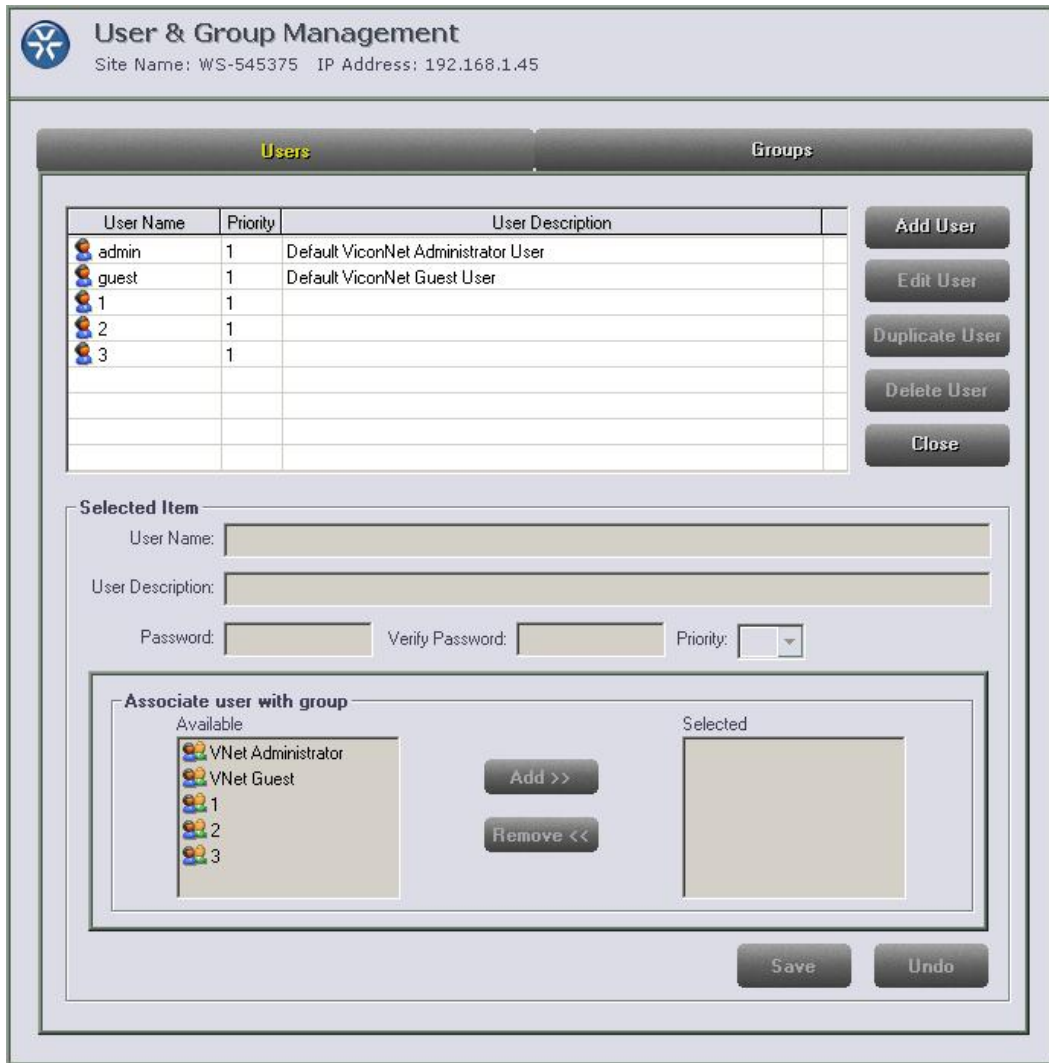 User & Group Management
Site Name: WS-545375 IP Address: 192.168.1.45
Users Groups
User Name Priority User Description
admin 1 Default ViconNet Administrator User
guest 1 Default ViconNet Guest User
1 1
2 1
3 1
Add User
Edit User
Duplicate User
Delete User
Close
Selected Item
User Name:
User Description:
Password: Verify Password: Priority:
Associate user with group
Available Selected
VNet Administrator
VNet Guest
1
2
3
Add >>
Remove <<
Save Undo